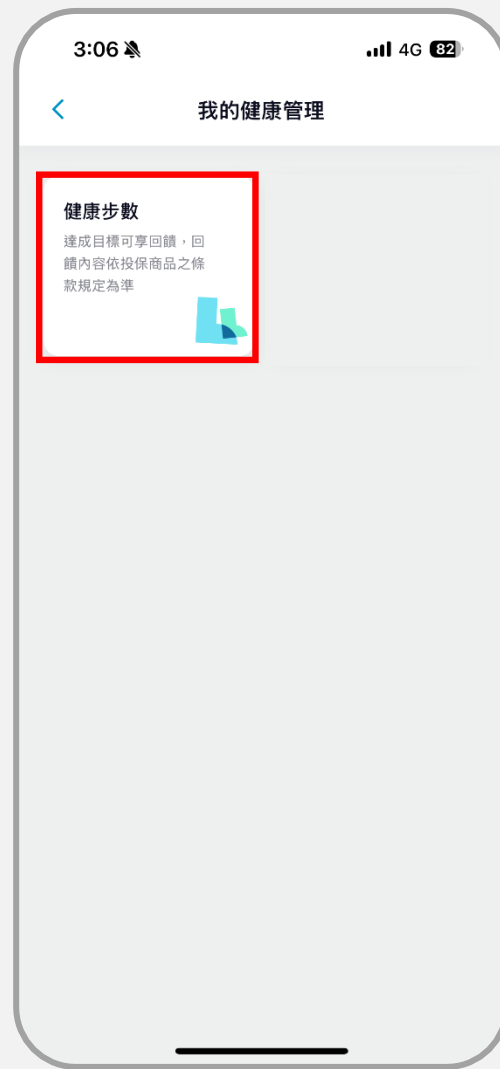 3:06
4G 82
我的健康管理
健康步數
達成目標可享回饋，回
饋內容依投保商品之條
款規定為準